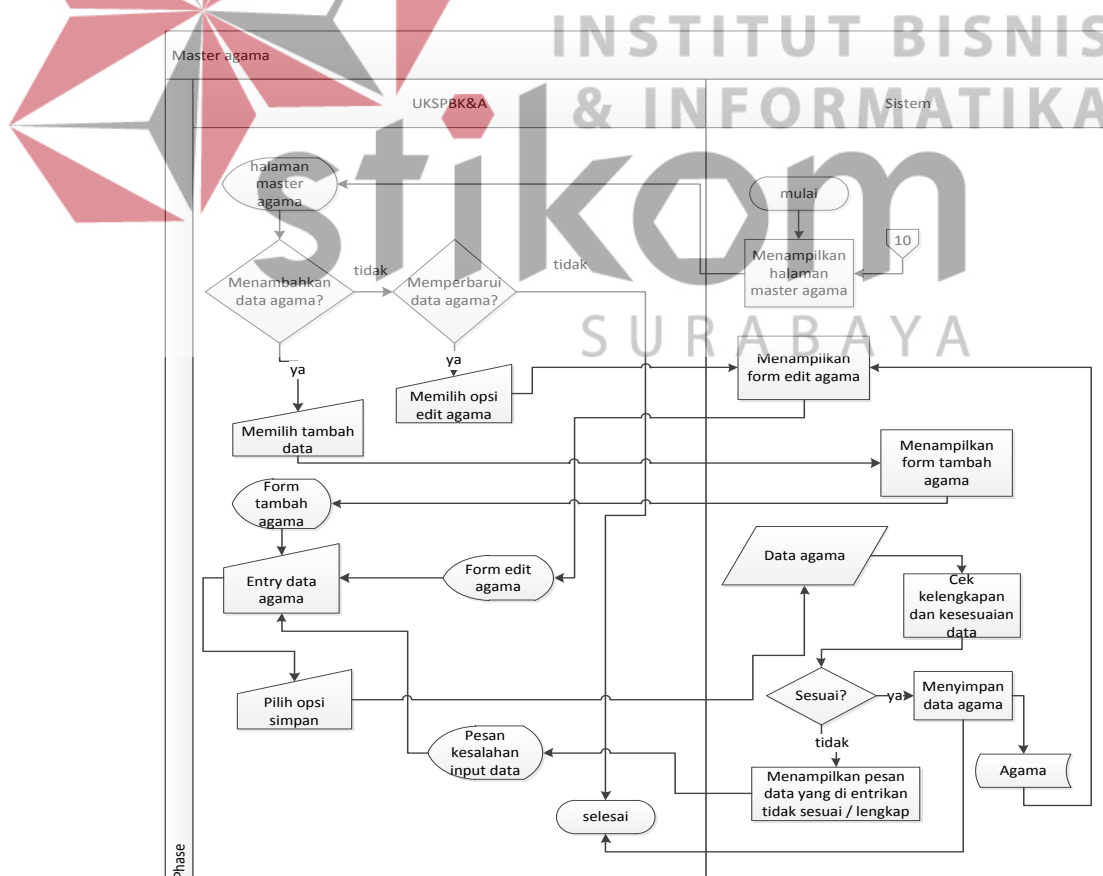 INSTITUT BISNIS
& INFORMATIKA
stikom
SURABAYA
Master agama
UKSPBK&A
Sistem
halaman
master
agama
mulai
10
Menampilkan
halaman
master agama
Menambahkan
data agama?
tidak
Memperbarui
data agama?
tidak
ya
ya
Memilih opsi
edit agama
Menampilkan
form edit agama
Memilih tambah
data
Menampilkan
form tambah
agama
Form
tambah
agama
Entry data
agama
Form edit
agama
Data agama
Cek
kelengkapan
dan kesesuaian
data
Pilih opsi
simpan
Sesuai?
ya
Menyimpan
data agama
tidak
Pesan
kesalahan
input data
Menampilkan pesan
data yang di entrikan
tidak sesuai / lengkap
Agama
selesai
Phase